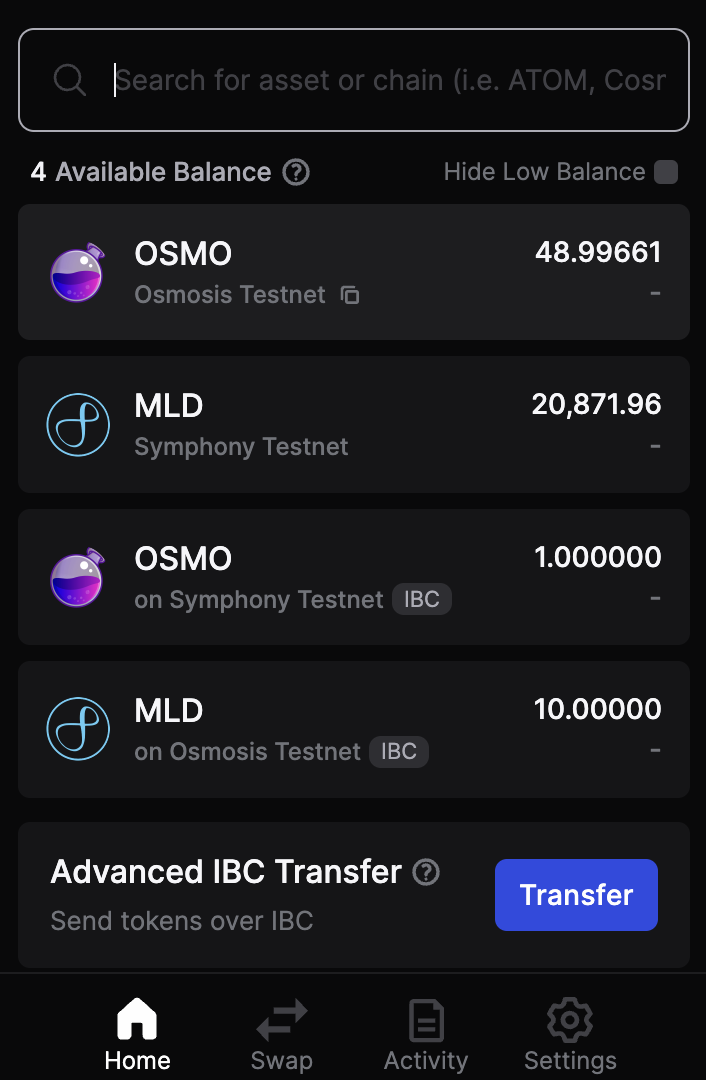 Search for asset or chain (i.e. ATOM, Cosr
4 Available Balance ? Hide Low Balance
OSMO 48.99661
Osmosis Testnet -
MLD 20,871.96
Symphony Testnet -
OSMO 1.000000
on Symphony Testnet IBC -
MLD 10.00000
on Osmosis Testnet IBC -
Advanced IBC Transfer ?
Send tokens over IBC
Transfer
Home Swap Activity Settings